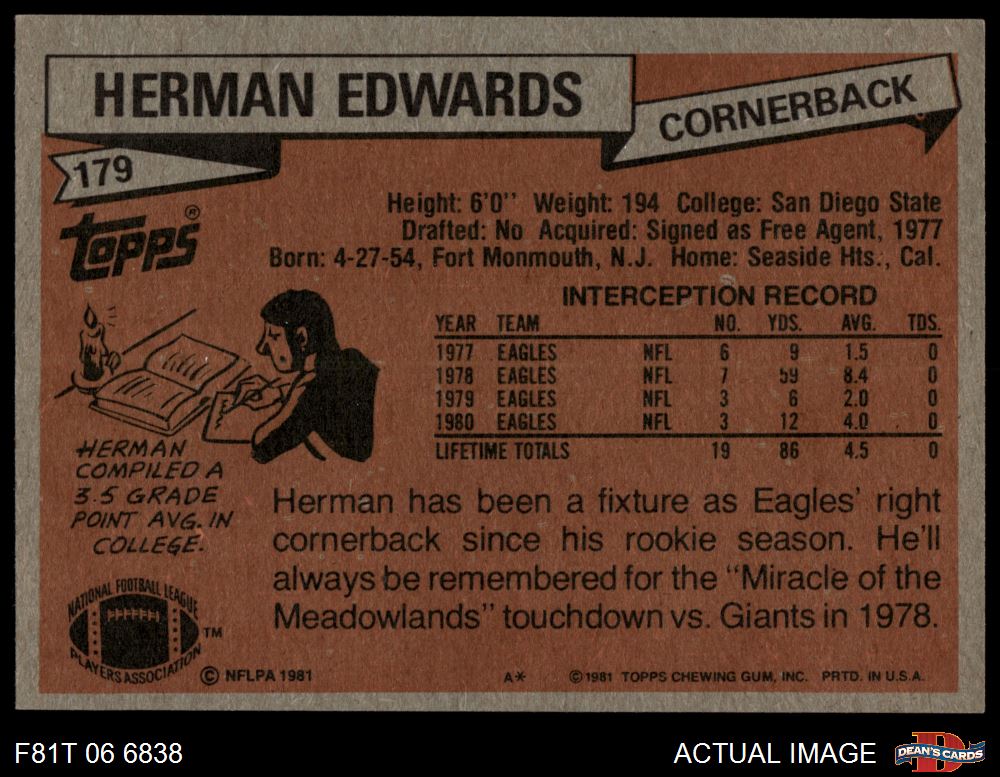 HERMAN EDWARDS
CORNERBACK
179
TOPPS®
Height: 6'0" Weight: 194 College: San Diego State
Drafted: No Acquired: Signed as Free Agent, 1977
Born: 4-27-54, Fort Monmouth, N.J. Home: Seaside Hts., Cal.
INTERCEPTION RECORD
YEAR TEAM NO. YDS. AVG. TDS.
1977 EAGLES NFL 6 9 1.5 0
1978 EAGLES NFL 7 59 8.4 0
1979 EAGLES NFL 3 6 2.0 0
1980 EAGLES NFL 3 12 4.0 0
LIFETIME TOTALS 19 86 4.5 0
HERMAN
COMPILED A
3.5 GRADE
POINT AVG. IN
COLLEGE.
Herman has been a fixture as Eagles' right
cornerback since his rookie season. He'll
always be remembered for the "Miracle of the
Meadowlands" touchdown vs. Giants in 1978.
NATIONAL FOOTBALL LEAGUE
PLAYERS ASSOCIATION
TM
© NFLPA 1981
A*
© 1981 TOPPS CHEWING GUM, INC. PRTD. IN U.S.A.
F81T 06 6838
ACTUAL IMAGE
D
DEAN'S CARDS